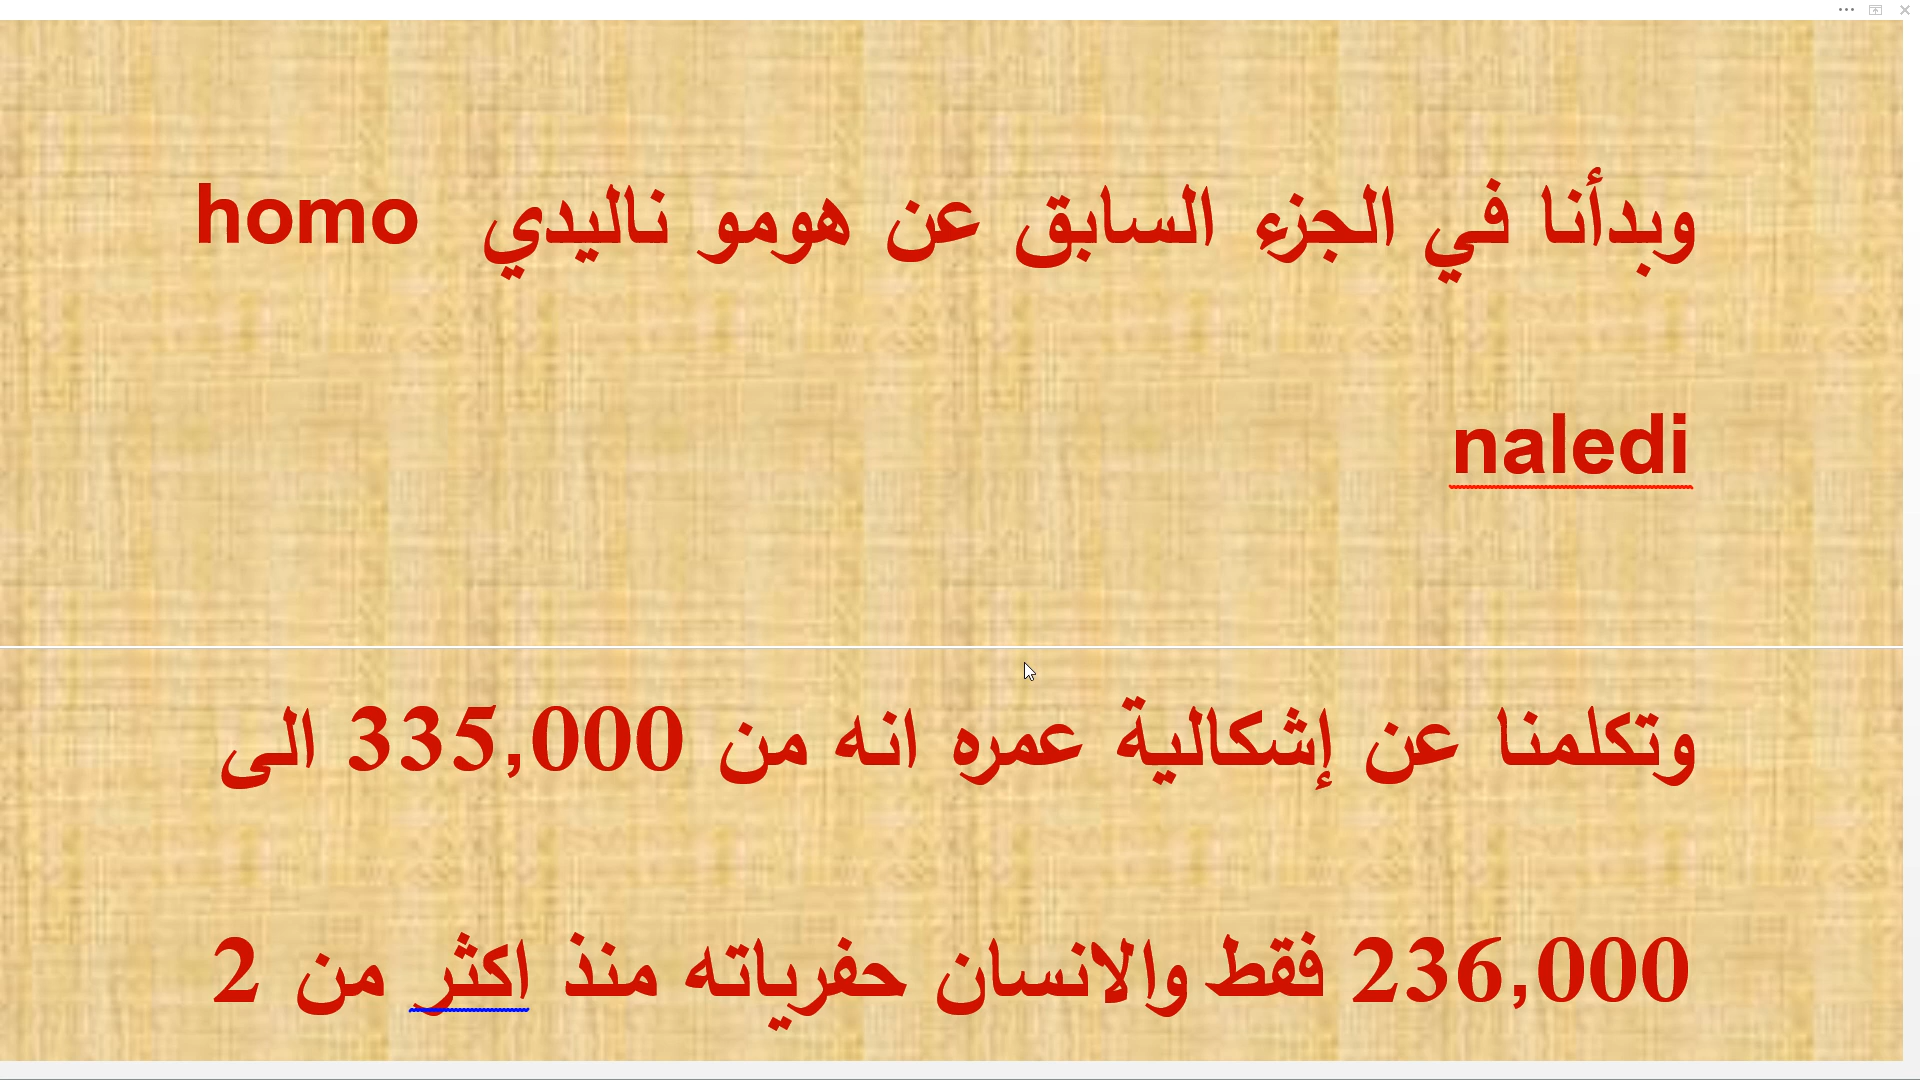 وبدأنا في الجزء السابق عن هومو ناليدي homo
naledi
وتكلمنا عن إشكالية عمره انه من 335,000 الى
236,000 فقط والانسان حفرياته منذ اكثر من 2